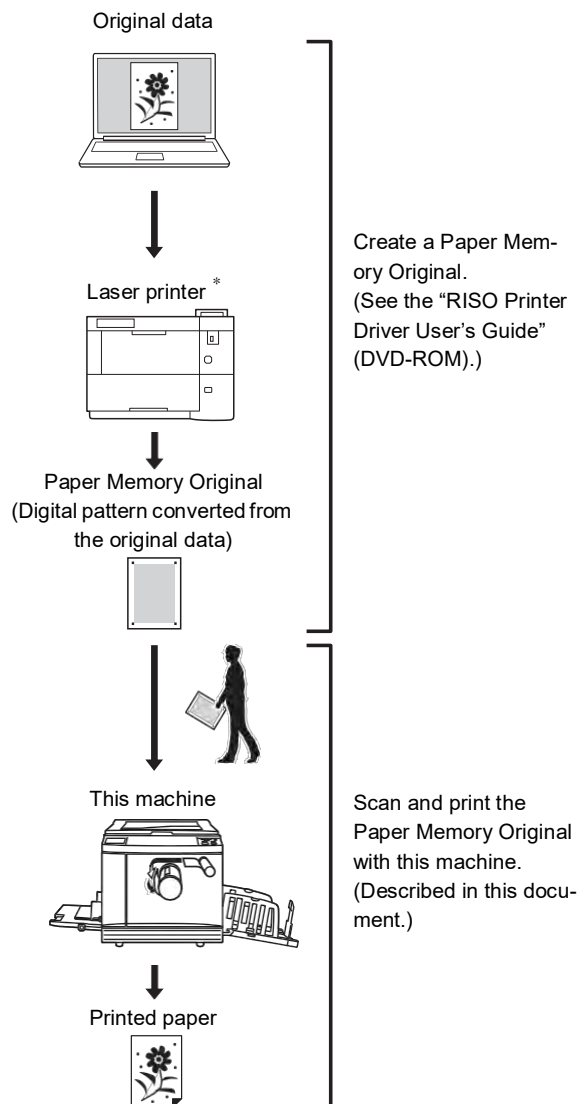 Original data
Laser printer *
Create a Paper Mem-
ory Original.
(See the “RISO Printer
Driver User’s Guide”
(DVD-ROM).)
Paper Memory Original
(Digital pattern converted from
the original data)
This machine
Scan and print the
Paper Memory Original
with this machine.
(Described in this docu-
ment.)
Printed paper